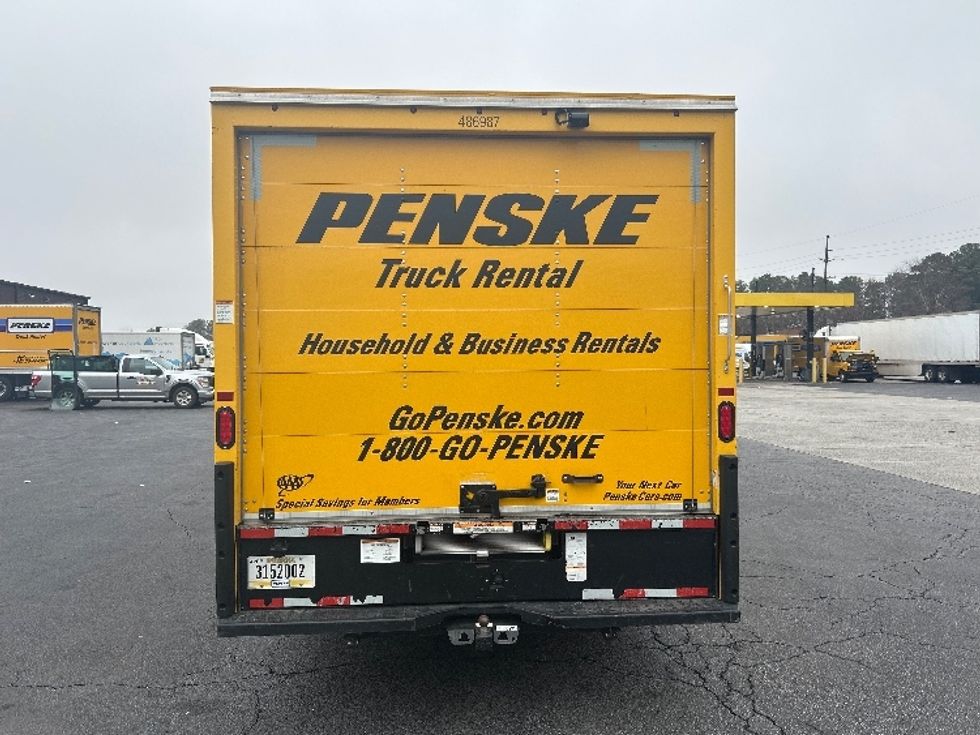 486987
PENSKE
Truck Rental
Household & Business Rentals
GoPenske.com
1-800-GO-PENSKE
AAA
Special Savings for Members
Your Next Car
PenskeCars.com
3152002
PENSKE